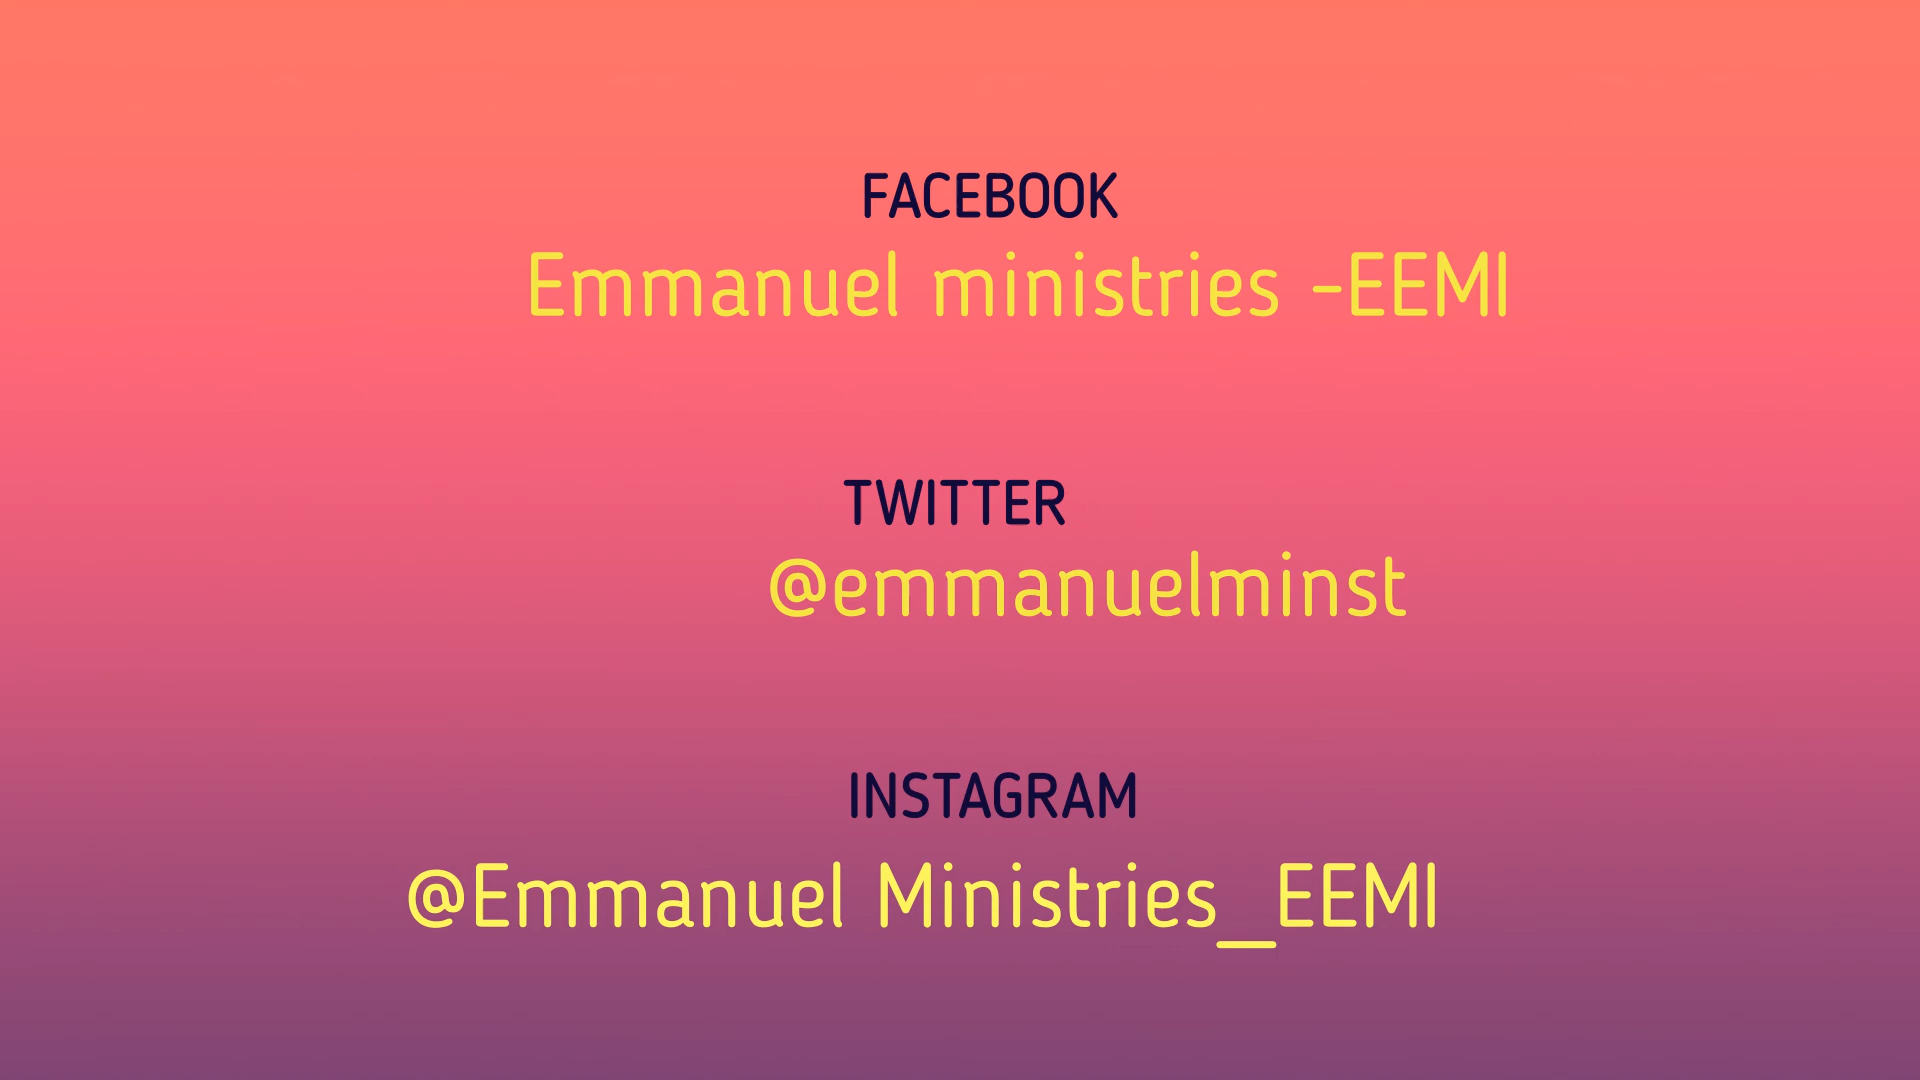 FACEBOOK
Emmanuel ministries -EEMI
TWITTER
@emmanuelminst
INSTAGRAM
@Emmanuel Ministries_EEMI